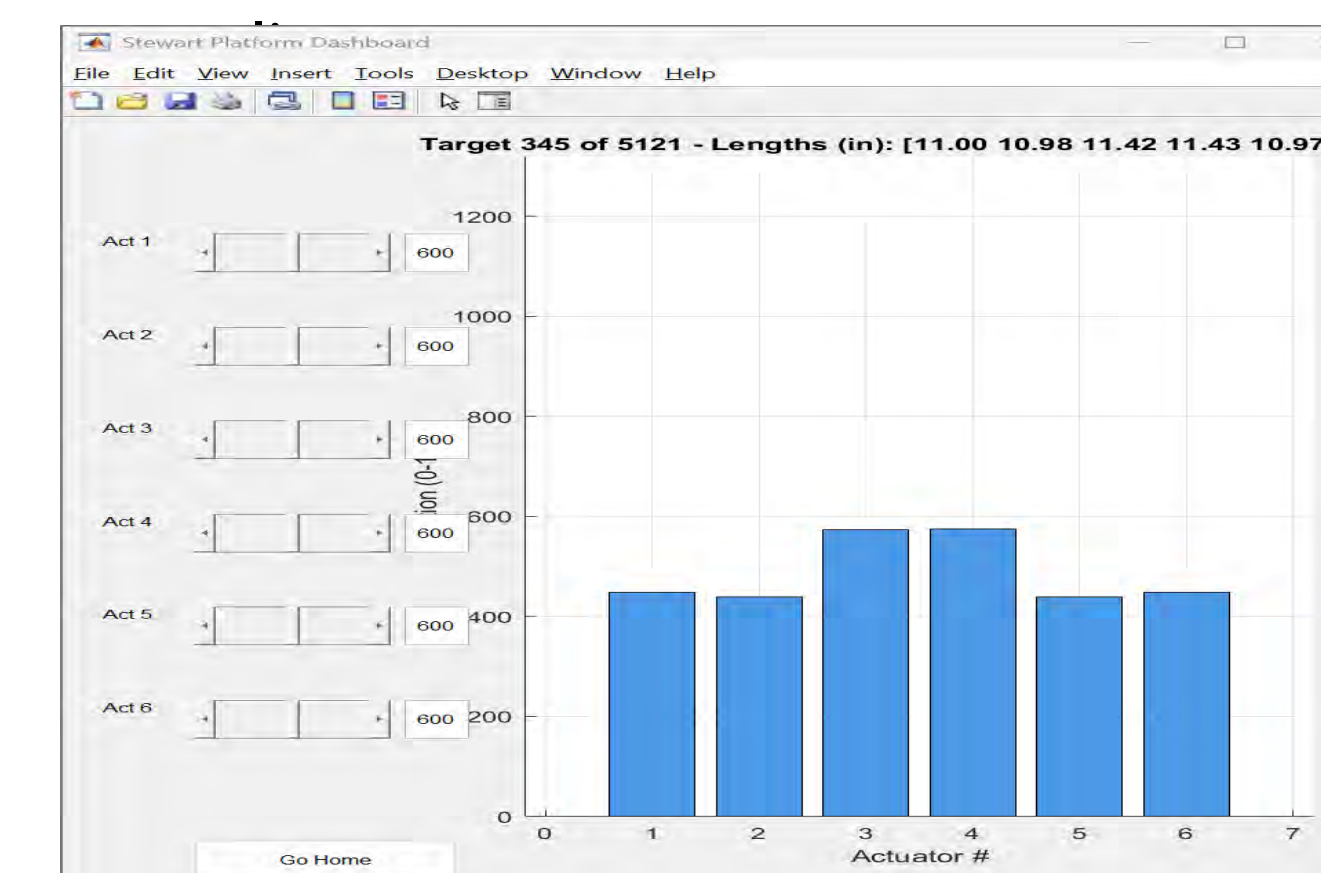 Stewart Platform Dashboard
File Edit View Insert Tools Desktop Window Help
Target 345 of 5121 - Lengths (in): [11.00 10.98 11.42 11.43 10.97
Act 1 600
Act 2 600
Act 3 600
Act 4 600
Act 5 600
Act 6 600
Go Home
(0-1
1200
1000
800
600
400
200
0
0 1 2 3 4 5 6 7
Actuator #